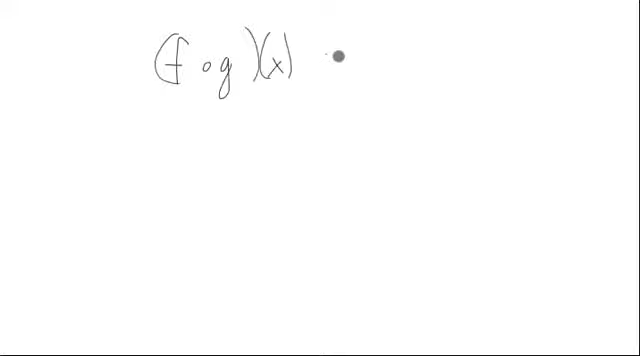 (f ∘ g)(x)